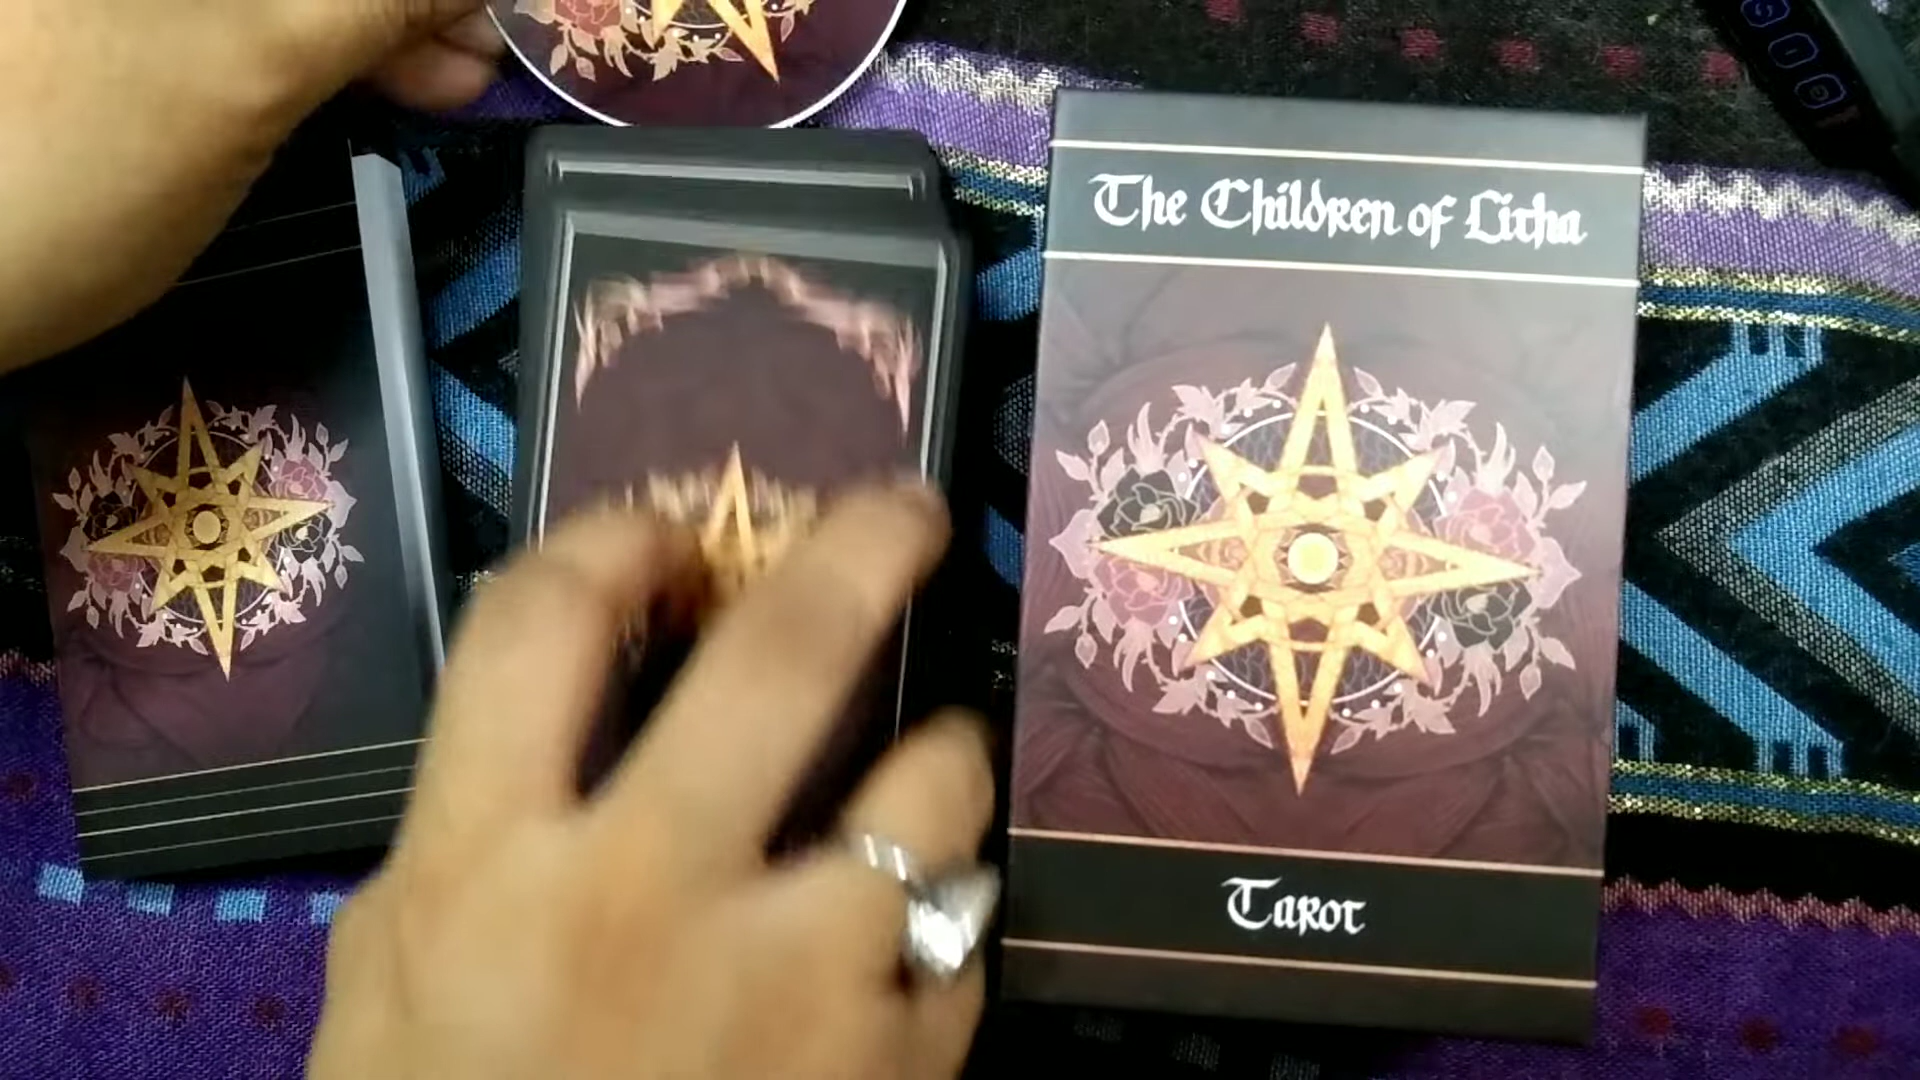 The Children of Litha
Tarot